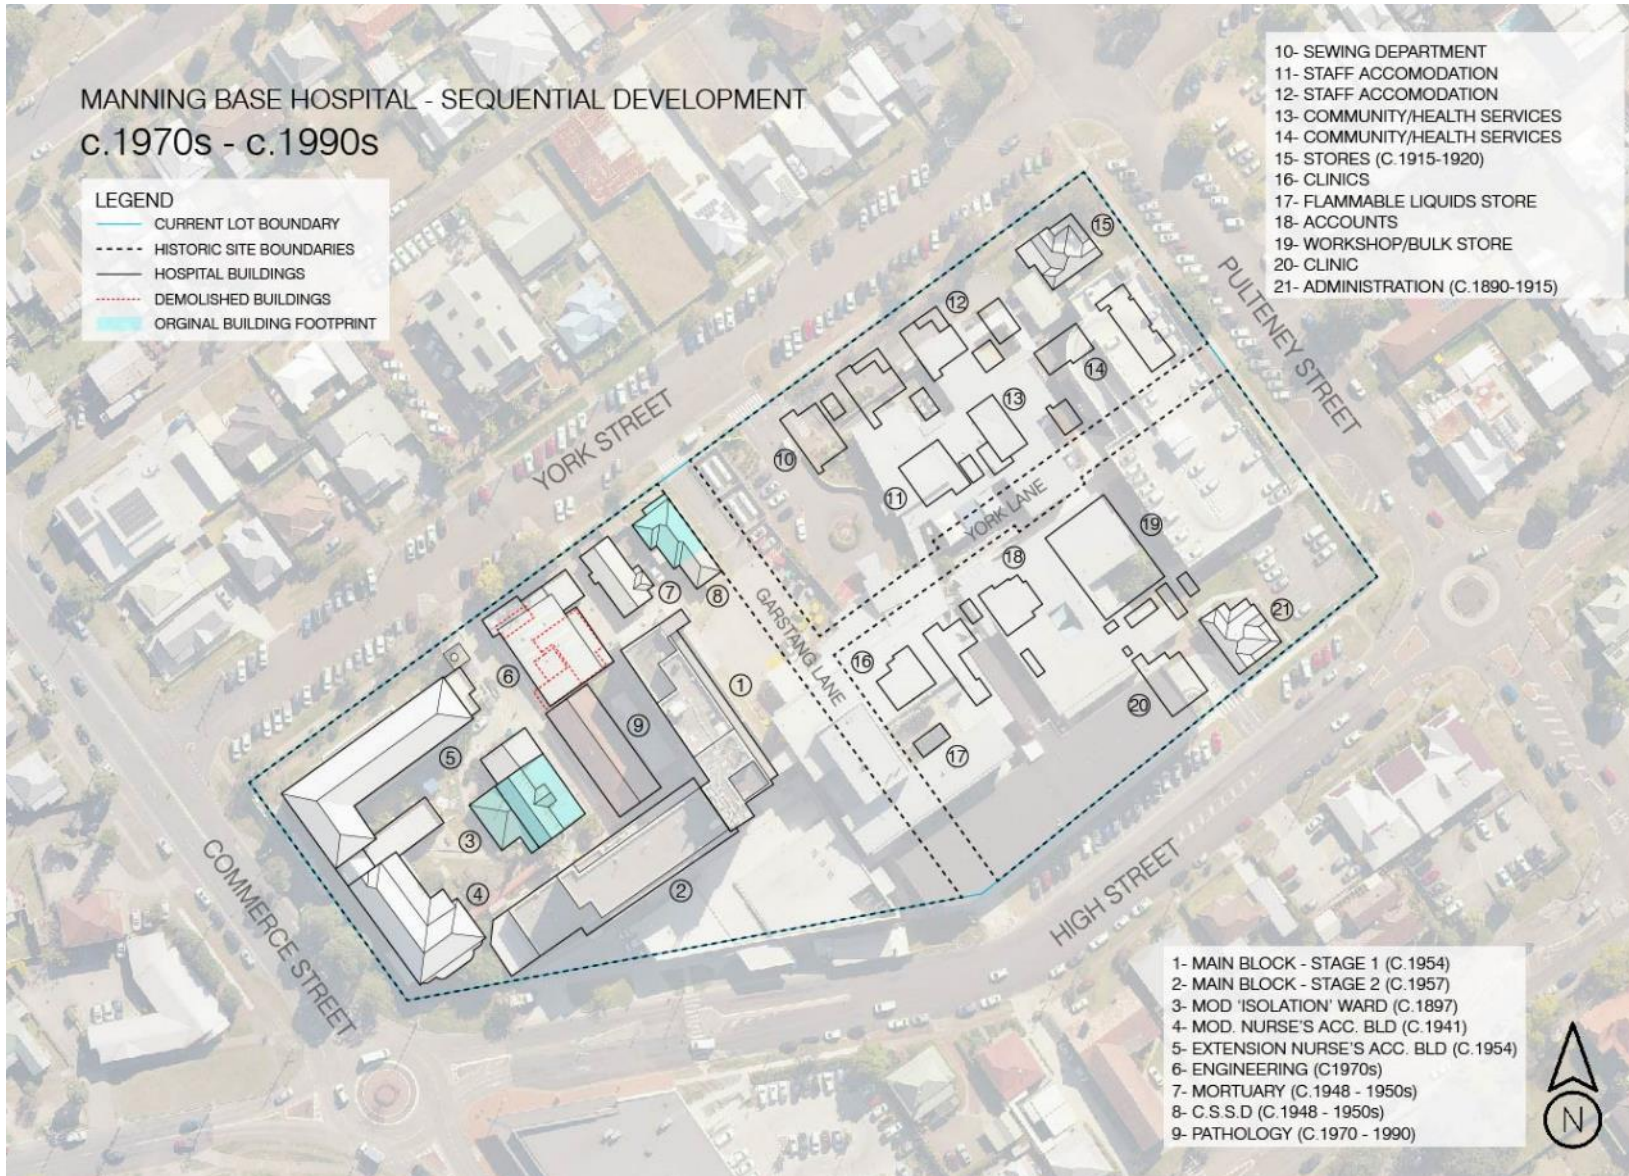 MANNING BASE HOSPITAL - SEQUENTIAL DEVELOPMENT
c.1970s - c.1990s
LEGEND
CURRENT LOT BOUNDARY
HISTORIC SITE BOUNDARIES
HOSPITAL BUILDINGS
DEMOLISHED BUILDINGS
ORGINAL BUILDING FOOTPRINT
10- SEWING DEPARTMENT
11- STAFF ACCOMODATION
12- STAFF ACCOMODATION
13- COMMUNITY/HEALTH SERVICES
14- COMMUNITY/HEALTH SERVICES
15- STORES (C.1915-1920)
16- CLINICS
17- FLAMMABLE LIQUIDS STORE
18- ACCOUNTS
19- WORKSHOP/BULK STORE
20- CLINIC
21- ADMINISTRATION (C.1890-1915)
15
PULTENEY STREET
12
14
13
YORK STREET
10
11
YORK LANE
19
18
7
8
GARSTANG LANE
21
16
6
1
20
9
17
5
3
COMMERCE STREET
4
2
HIGH STREET
1- MAIN BLOCK - STAGE 1 (C.1954)
2- MAIN BLOCK - STAGE 2 (C.1957)
3- MOD 'ISOLATION' WARD (C.1897)
4- MOD. NURSE'S ACC. BLD (C.1941)
5- EXTENSION NURSE'S ACC. BLD (C.1954)
6- ENGINEERING (C1970s)
7- MORTUARY (C.1948 - 1950s)
8- C.S.S.D (C.1948 - 1950s)
9- PATHOLOGY (C.1970 - 1990)
N